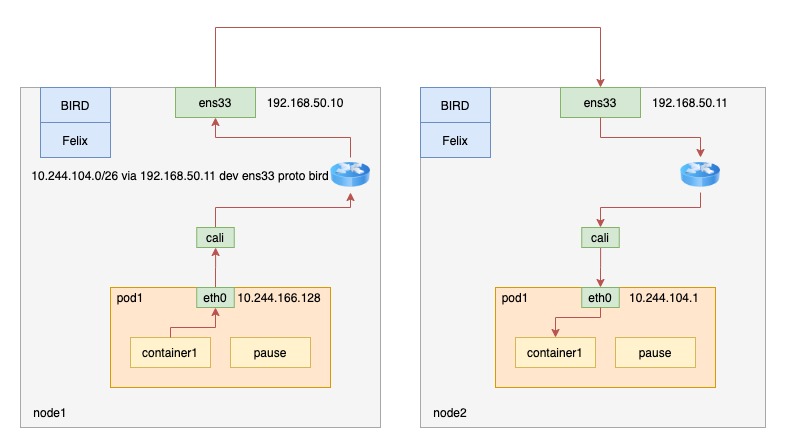 BIRD
Felix
ens33
192.168.50.10
10.244.104.0/26 via 192.168.50.11 dev ens33 proto bird
cali
pod1
eth0
10.244.166.128
container1
pause
node1
BIRD
Felix
ens33
192.168.50.11
cali
pod1
eth0
10.244.104.1
container1
pause
node2